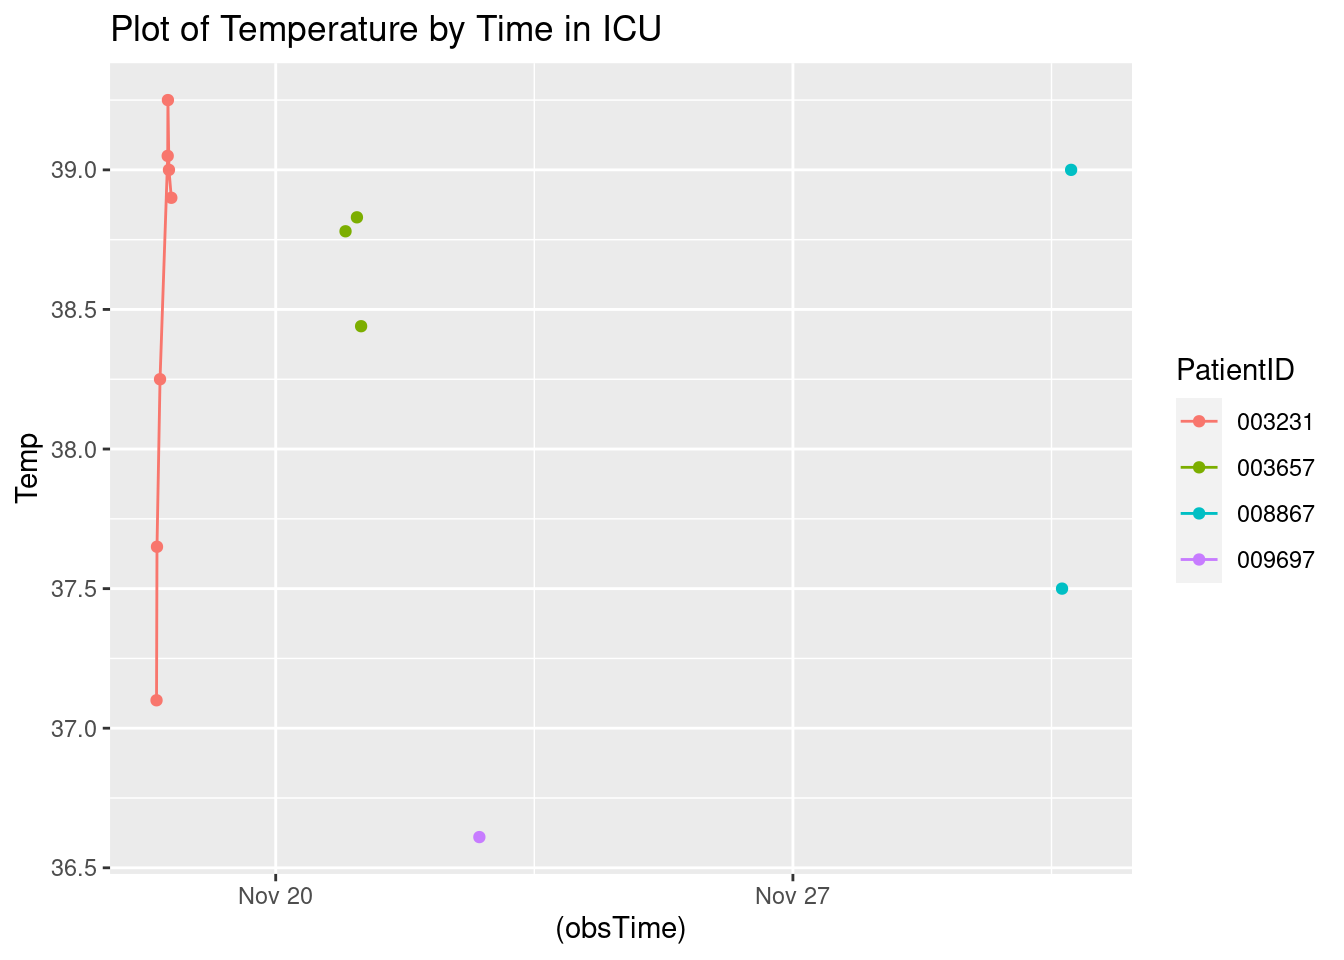 Plot of Temperature by Time in ICU
39.0
38.5
38.0
37.5
37.0
36.5
Temp
Nov 20
Nov 27
(obsTime)
PatientID
003231
003657
008867
009697